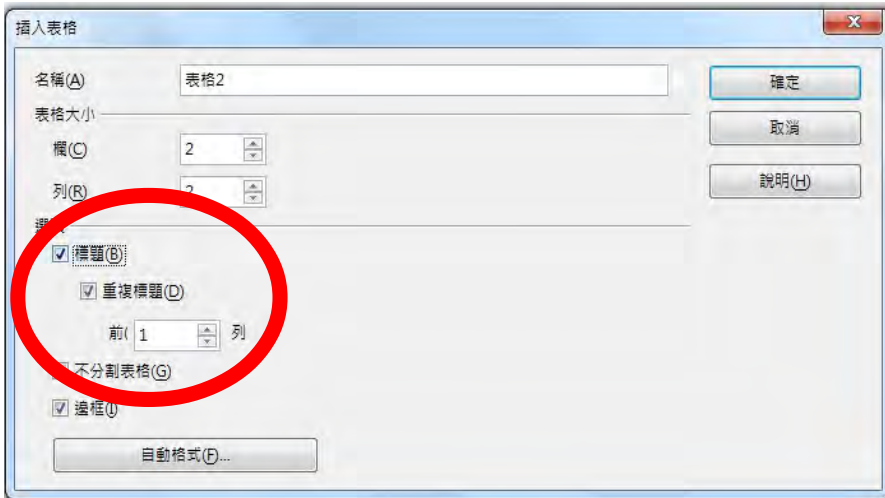 插入表格
名稱(A) 表格2 確定
表格大小 取消
欄(C) 2
說明(H)
列(R) 2
標題(B)
重複標題(D)
前( 1 列
不分割表格(G)
邊框(I)
自動格式(F)...